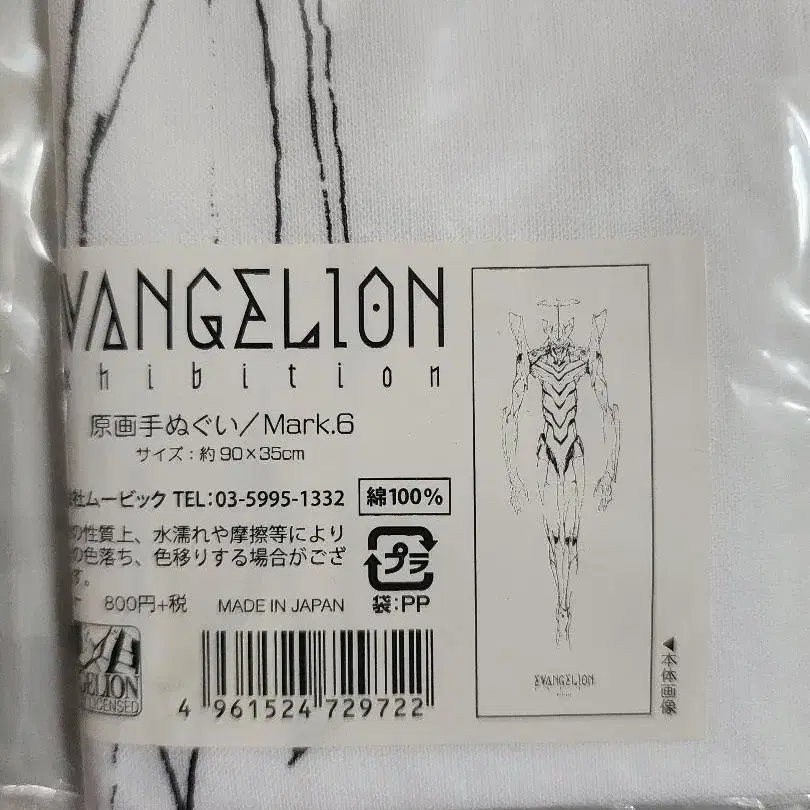 EVANGELION
exhibition
原画手ぬぐい/Mark.6
サイズ:約90×35cm
社ムービック TEL:03-5995-1332
綿100%
の性質上、水濡れや摩擦等により
の色落ち、色移りする場合がござ
す。
800円+税
MADE IN JAPAN
プラ
袋:PP
GELION
LICENSED
4 961524 729722
EVANGELION
◀本体画像